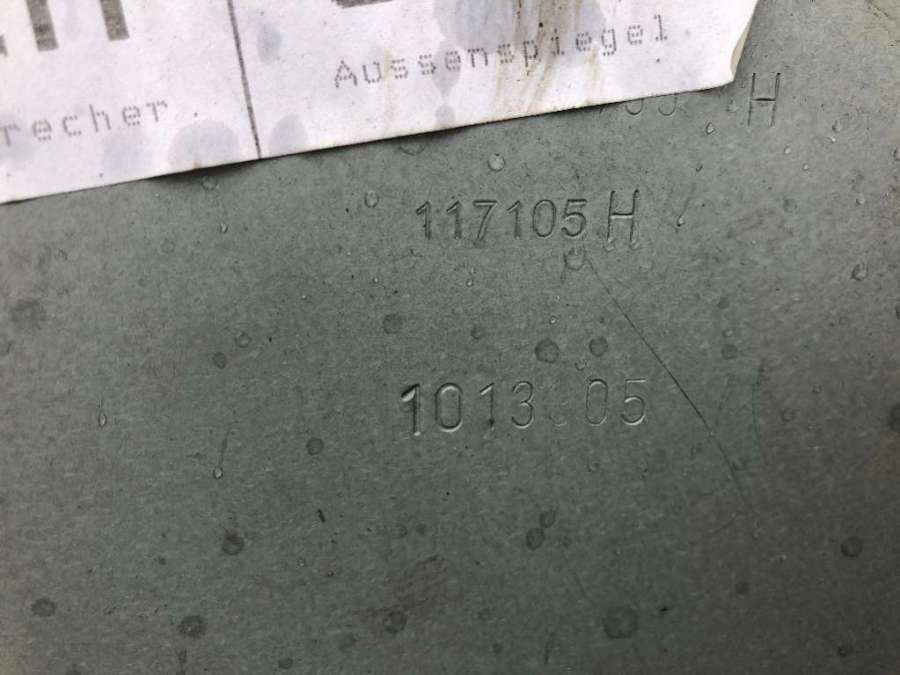 Aussenspiegel
recher
H
117105 H
1013 05